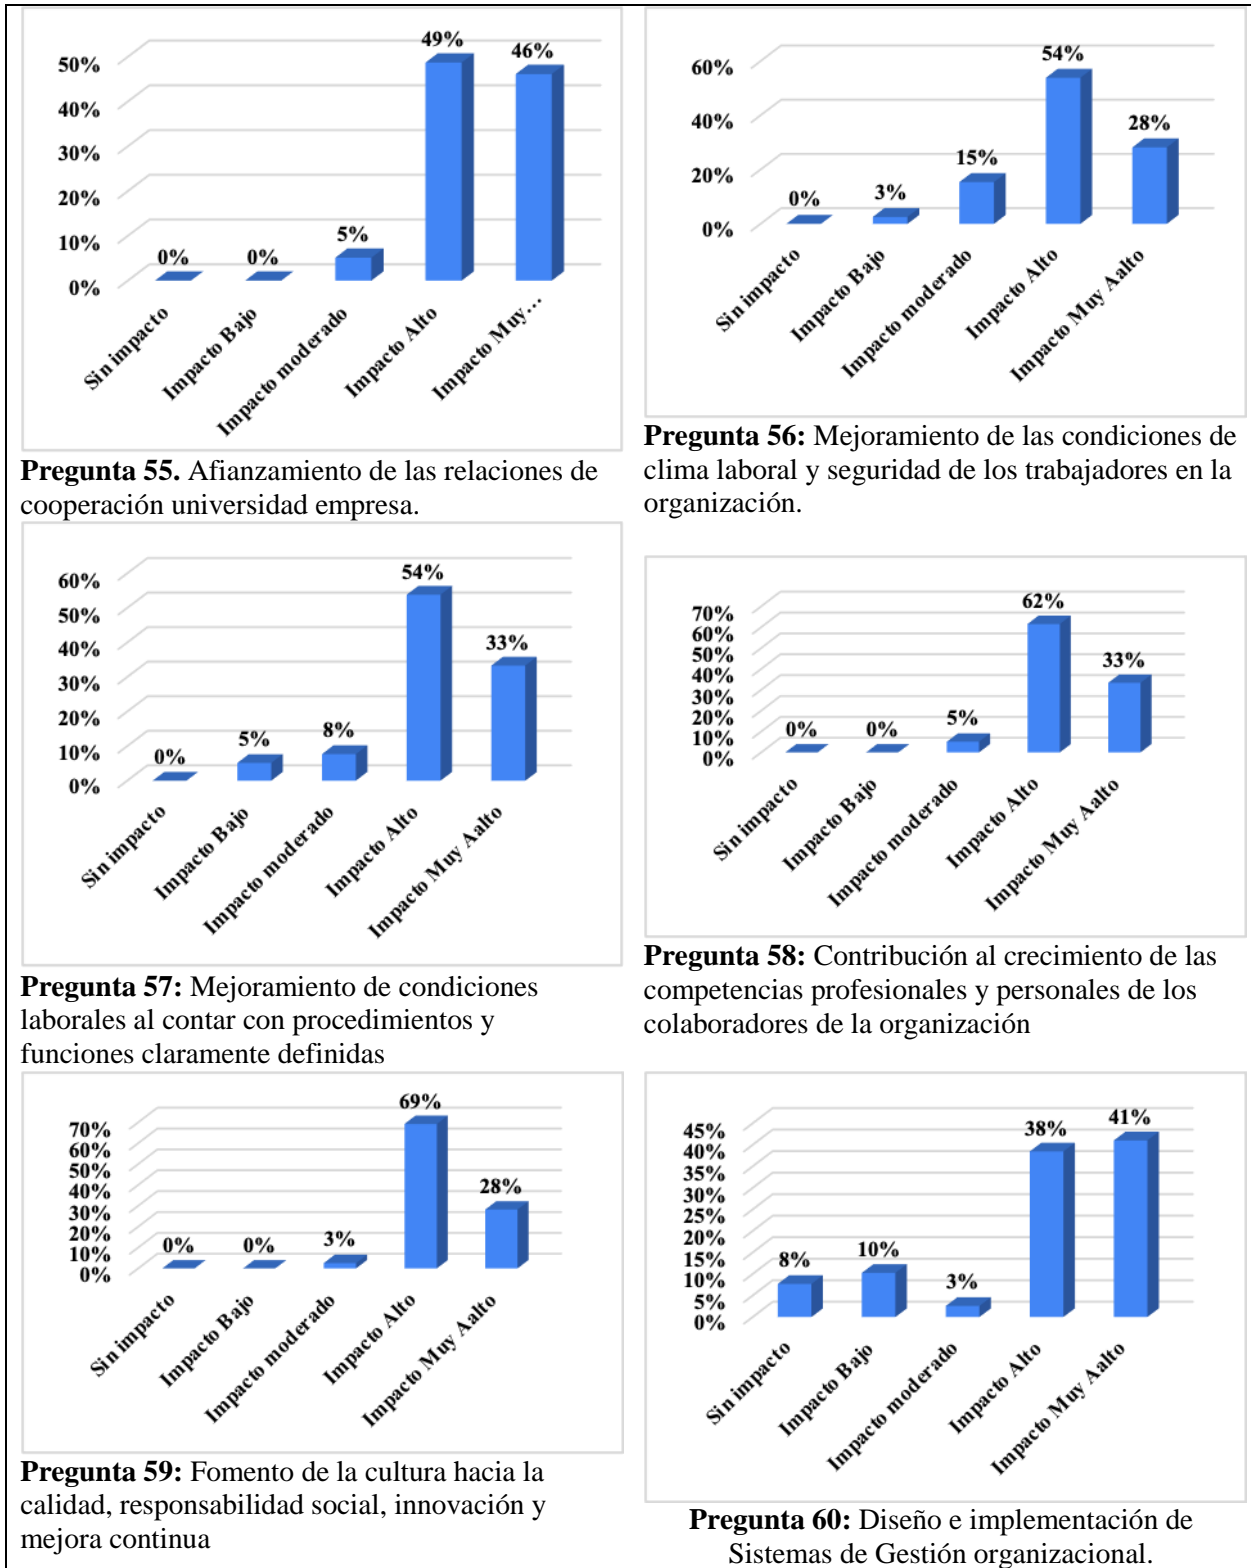 50%
40%
30%
20%
10%
0%
0%
0%
5%
49%
46%
Sin impacto
Impacto Bajo
Impacto moderado
Impacto Alto
Impacto Muy…
Pregunta 55. Afianzamiento de las relaciones de
cooperación universidad empresa.
60%
40%
20%
0%
0%
3%
15%
54%
28%
Sin impacto
Impacto Bajo
Impacto moderado
Impacto Alto
Impacto Muy Aalto
Pregunta 56: Mejoramiento de las condiciones de
clima laboral y seguridad de los trabajadores en la
organización.
60%
50%
40%
30%
20%
10%
0%
0%
5%
8%
54%
33%
Sin impacto
Impacto Bajo
Impacto moderado
Impacto Alto
Impacto Muy Aalto
Pregunta 57: Mejoramiento de condiciones
laborales al contar con procedimientos y
funciones claramente definidas
70%
60%
50%
40%
30%
20%
10%
0%
0%
0%
5%
62%
33%
Sin impacto
Impacto Bajo
Impacto moderado
Impacto Alto
Impacto Muy Aalto
Pregunta 58: Contribución al crecimiento de las
competencias profesionales y personales de los
colaboradores de la organización
70%
60%
50%
40%
30%
20%
10%
0%
0%
0%
3%
69%
28%
Sin impacto
Impacto Bajo
Impacto moderado
Impacto Alto
Impacto Muy Aalto
Pregunta 59: Fomento de la cultura hacia la
calidad, responsabilidad social, innovación y
mejora continua
45%
40%
35%
30%
25%
20%
15%
10%
5%
0%
8%
10%
3%
38%
41%
Sin impacto
Impacto Bajo
Impacto moderado
Impacto Alto
Impacto Muy Aalto
Pregunta 60: Diseño e implementación de
Sistemas de Gestión organizacional.